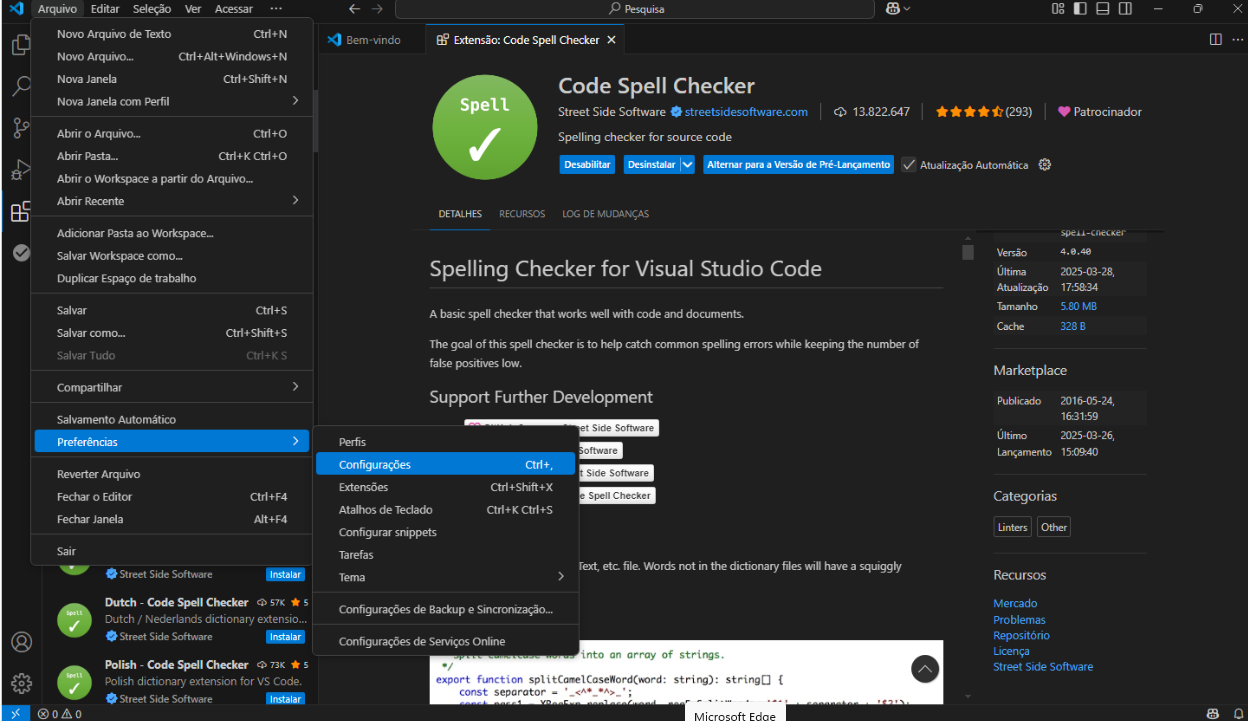 Arquivo Editar Seleção Ver Acessar ···
Pesquisa
Novo Arquivo de Texto Ctrl+N
Novo Arquivo... Ctrl+Alt+Windows+N
Nova Janela Ctrl+Shift+N
Nova Janela com Perfil
Abrir o Arquivo... Ctrl+O
Abrir Pasta... Ctrl+K Ctrl+O
Abrir o Workspace a partir do Arquivo...
Abrir Recente
Adicionar Pasta ao Workspace...
Salvar Workspace como...
Duplicar Espaço de trabalho
Salvar Ctrl+S
Salvar como... Ctrl+Shift+S
Salvar Tudo Ctrl+K S
Compartilhar
Salvamento Automático
Preferências
Reverter Arquivo
Fechar o Editor Ctrl+F4
Fechar Janela Alt+F4
Sair
Perfis
Configurações Ctrl+,
Extensões Ctrl+Shift+X
Atalhos de Teclado Ctrl+K Ctrl+S
Configurar snippets
Tarefas
Tema
Configurações de Backup e Sincronização...
Configurações de Serviços Online
Street Side Software Instalar
Spell
Dutch - Code Spell Checker 57K 5
Dutch / Nederlands dictionary extensio...
Street Side Software Instalar
Spell
Polish - Code Spell Checker 73K 5
Polish dictionary extension for VS Code.
Street Side Software Instalar
0 0
Bem-vindo
Extensão: Code Spell Checker
Spell
Code Spell Checker
Street Side Software streetsidesoftware.com 13.822.647 (293) Patrocinador
Spelling checker for source code
Desabilitar Desinstalar Alternar para a Versão de Pré-Lançamento Atualização Automática
DETALHES RECURSOS LOG DE MUDANÇAS
Spelling Checker for Visual Studio Code
A basic spell checker that works well with code and documents.
The goal of this spell checker is to help catch common spelling errors while keeping the number of
false positives low.
Support Further Development
Street Side Software
Software
Side Software
Spell Checker
Text, etc. file. Words not in the dictionary files will have a squiggly
words into an array of strings.
*/
export function splitCamelCaseWord(word: string): string[] {
const separator = '_<^*_*^>_';
spell-checker
Versão 4.0.40
Última Atualização 2025-03-28, 17:58:34
Tamanho 5.80 MB
Cache 328 B
Marketplace
Publicado 2016-05-24, 16:31:59
Último Lançamento 2025-03-26, 15:09:40
Categorias
Linters Other
Recursos
Mercado
Problemas
Repositório
Licença
Street Side Software
Microsoft Edge